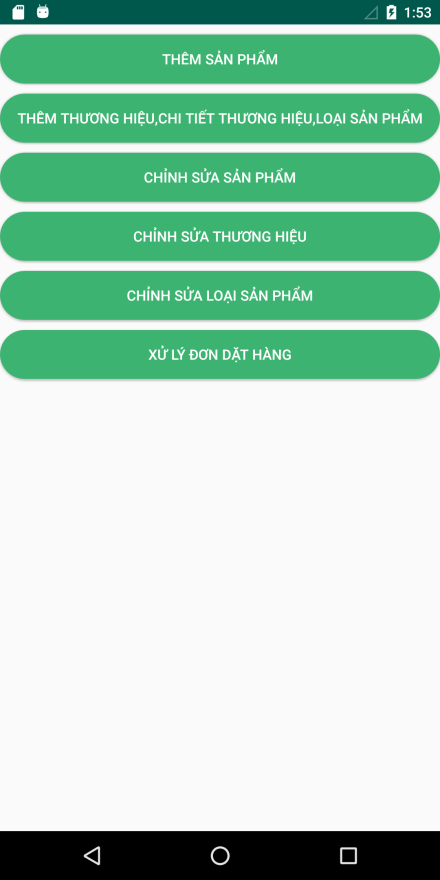 1:53
THÊM SẢN PHẨM
THÊM THƯƠNG HIỆU,CHI TIẾT THƯƠNG HIỆU,LOẠI SẢN PHẨM
CHỈNH SỬA SẢN PHẨM
CHỈNH SỬA THƯƠNG HIỆU
CHỈNH SỬA LOẠI SẢN PHẨM
XỬ LÝ ĐƠN DẶT HÀNG